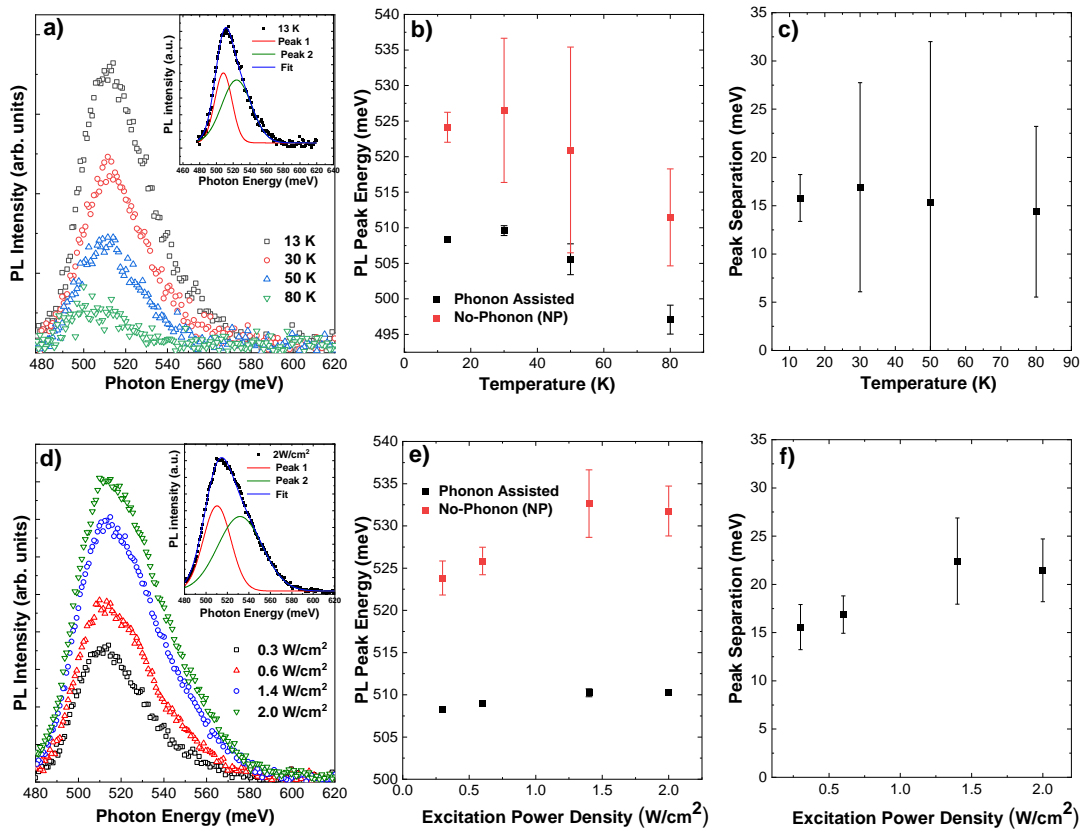 a)
PL Intensity (arb. units)
Photon Energy (meV)
480 500 520 540 560 580 600 620
13 K
30 K
50 K
80 K
13 K
Peak 1
Peak 2
Fit
PL intensity (a.u.)
460 480 500 520 540 560 580 600 620 640
Photon Energy (meV)
b)
PL Peak Energy (meV)
540
535
530
525
520
515
510
505
500
495
Phonon Assisted
No-Phonon (NP)
0 20 40 60 80
Temperature (K)
c)
Peak Separation (meV)
35
30
25
20
15
10
5
0
10 20 30 40 50 60 70 80 90
Temperature (K)
d)
PL Intensity (arb. units)
2W/cm²
Peak 1
Peak 2
Fit
PL Intensity (a.u.)
480 500 520 540 560 580 600 620
Photon Energy (meV)
0.3 W/cm²
0.6 W/cm²
1.4 W/cm²
2.0 W/cm²
480 500 520 540 560 580 600 620
Photon Energy (meV)
e)
PL Peak Energy (meV)
540
535
530
525
520
515
510
505
500
Phonon Assisted
No-Phonon (NP)
0.0 0.5 1.0 1.5 2.0
Excitation Power Density (W/cm²)
f)
Peak Separation (meV)
35
30
25
20
15
10
5
0
0.0 0.5 1.0 1.5 2.0
Excitation Power Density (W/cm²)